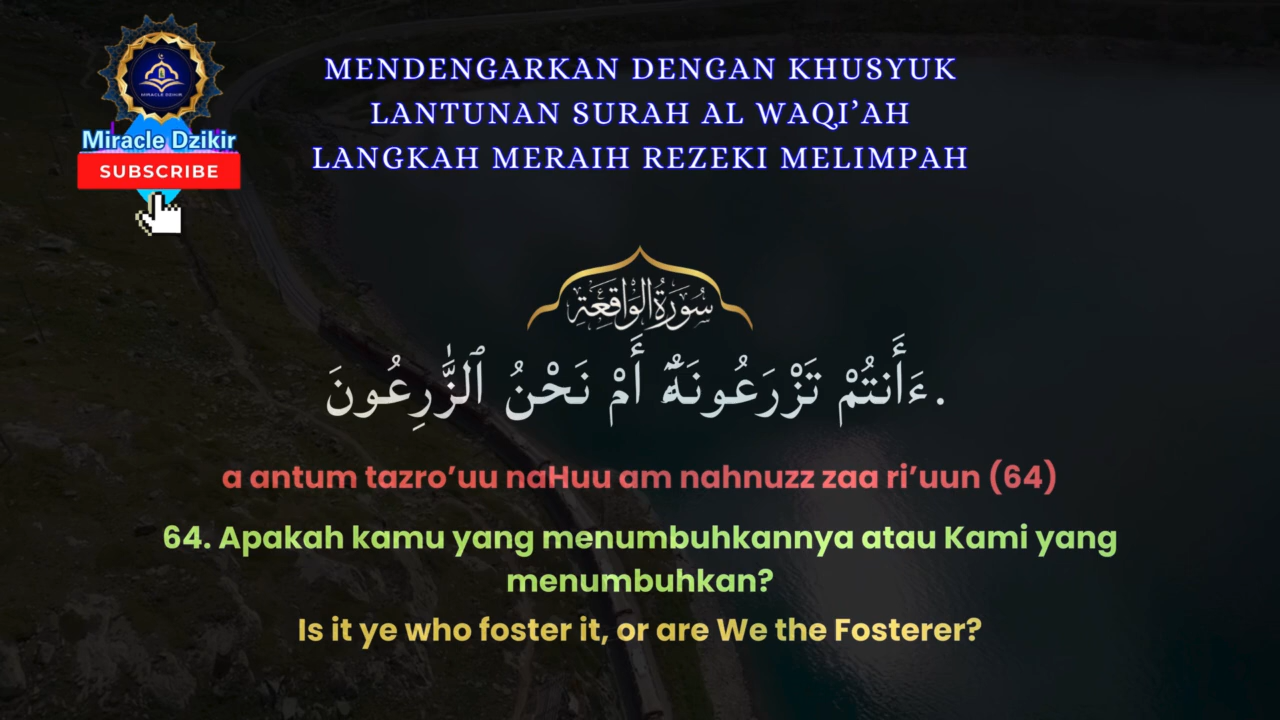 MENDENGARKAN DENGAN KHUSYUK
LANTUNAN SURAH AL WAQI’AH
LANGKAH MERAIH REZEKI MELIMPAH
MIRACLE DZIKIR
Miracle Dzikir
SUBSCRIBE
سُورَةُ الوَاقِعَةِ
ءَأَنتُمْ تَزْرَعُونَهُۥٓ أَمْ نَحْنُ ٱلزَّٰرِعُونَ.
a antum tazro’uu naHuu am nahnuzz zaa ri’uun (64)
64. Apakah kamu yang menumbuhkannya atau Kami yang
menumbuhkan?
Is it ye who foster it, or are We the Fosterer?